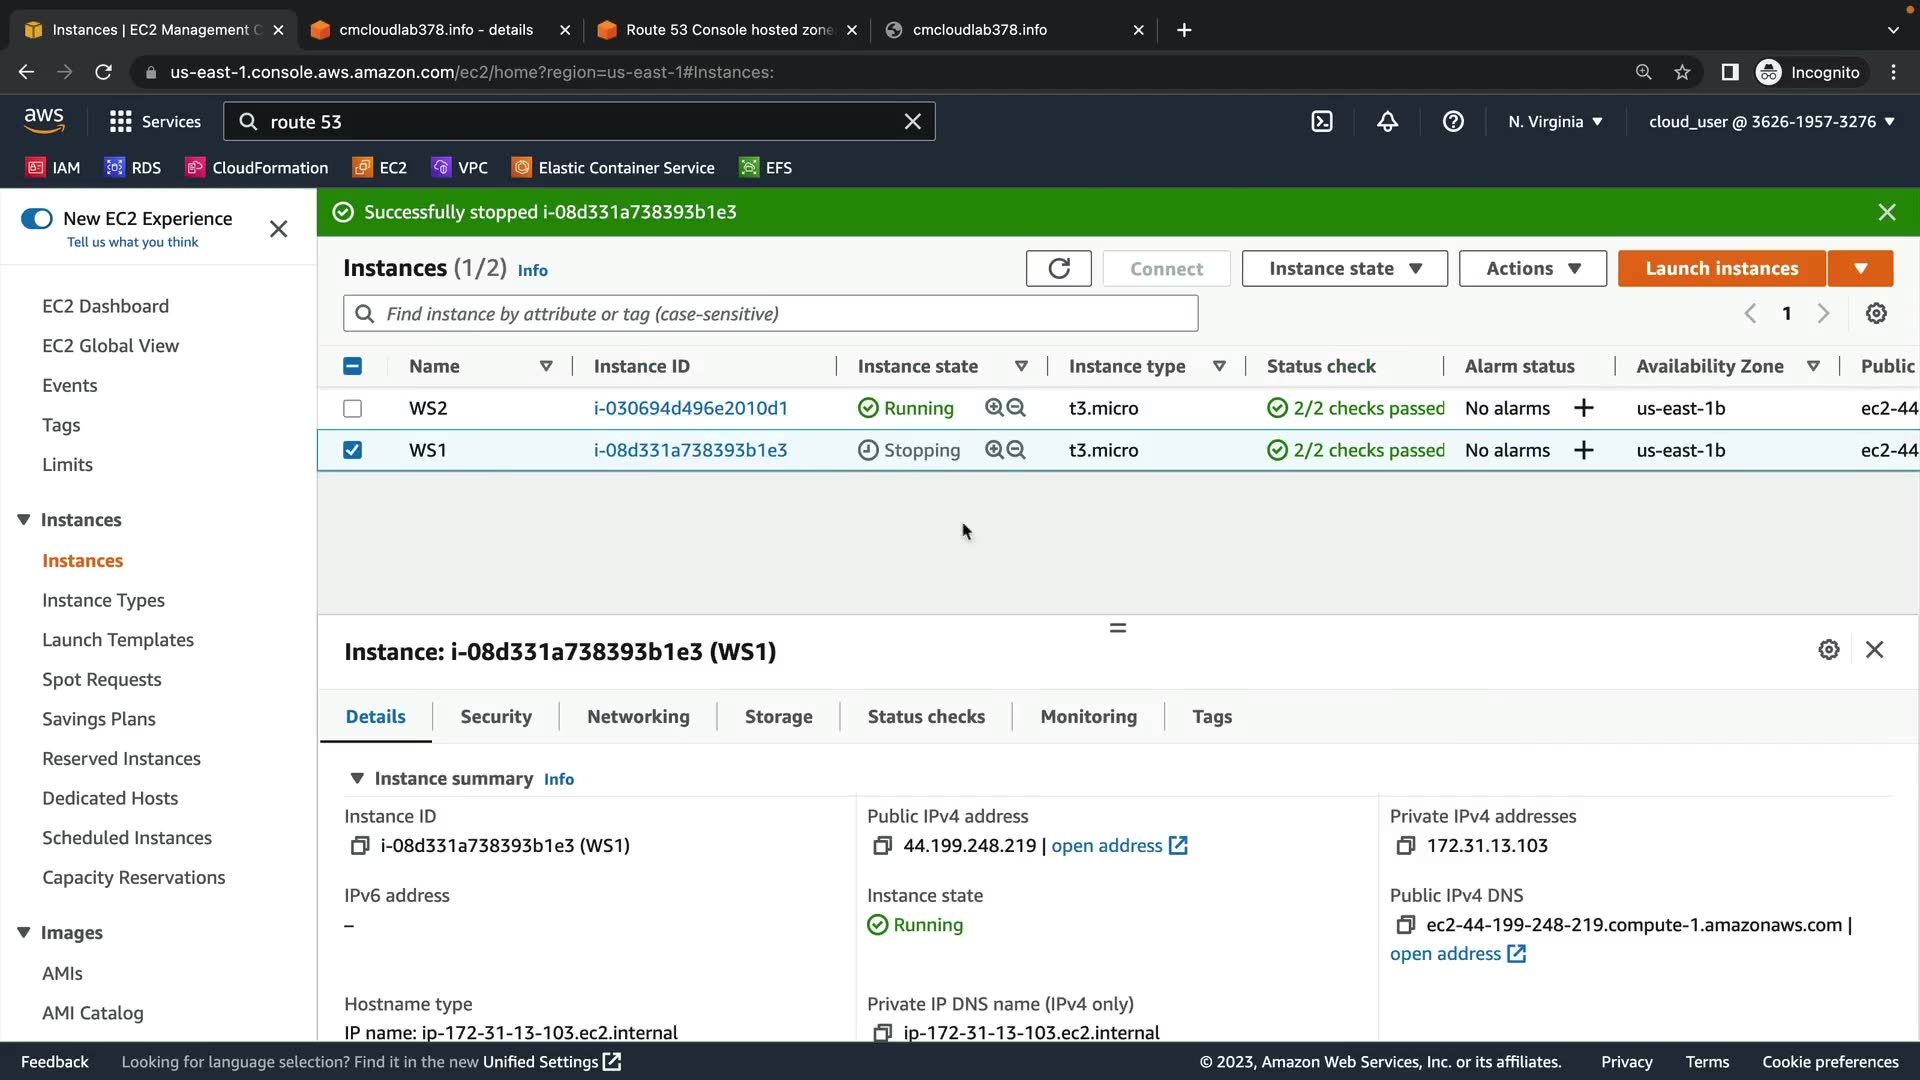 Instances | EC2 Management C
cmcloudlab378.info - details
Route 53 Console hosted zone
cmcloudlab378.info
us-east-1.console.aws.amazon.com/ec2/home?region=us-east-1#Instances:
Incognito
aws
Services
route 53
N. Virginia
cloud_user @ 3626-1957-3276
IAM
RDS
CloudFormation
EC2
VPC
Elastic Container Service
EFS
New EC2 Experience
Tell us what you think
EC2 Dashboard
EC2 Global View
Events
Tags
Limits
Instances
Instances
Instance Types
Launch Templates
Spot Requests
Savings Plans
Reserved Instances
Dedicated Hosts
Scheduled Instances
Capacity Reservations
Images
AMIs
AMI Catalog
Successfully stopped i-08d331a738393b1e3
Instances (1/2) Info
Connect
Instance state
Actions
Launch instances
Find instance by attribute or tag (case-sensitive)
1
Name Instance ID Instance state Instance type Status check Alarm status Availability Zone Public
WS2 i-030694d496e2010d1 Running t3.micro 2/2 checks passed No alarms us-east-1b ec2-44
WS1 i-08d331a738393b1e3 Stopping t3.micro 2/2 checks passed No alarms us-east-1b ec2-44
Instance: i-08d331a738393b1e3 (WS1)
Details Security Networking Storage Status checks Monitoring Tags
Instance summary Info
Instance ID
i-08d331a738393b1e3 (WS1)
Public IPv4 address
44.199.248.219 | open address
Private IPv4 addresses
172.31.13.103
IPv6 address
–
Instance state
Running
Public IPv4 DNS
ec2-44-199-248-219.compute-1.amazonaws.com |
open address
Hostname type
IP name: ip-172-31-13-103.ec2.internal
Private IP DNS name (IPv4 only)
ip-172-31-13-103.ec2.internal
Feedback
Looking for language selection? Find it in the new Unified Settings
© 2023, Amazon Web Services, Inc. or its affiliates.
Privacy
Terms
Cookie preferences